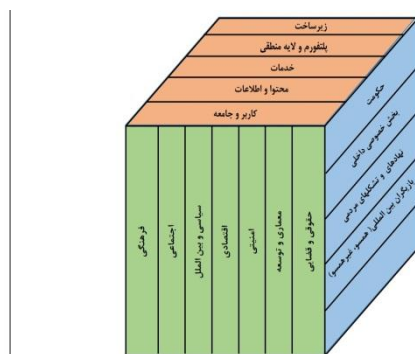 زیرساخت
پلتفورم و لایه منطقی
خدمات
محتوا و اطلاعات
کاربر و جامعه
حکومت
بخش خصوصی داخلی
نهادهای و تشکلهای مردمی
بازیگران بین المللی( همسو، غیرهمسو)
حقوقی و قضایی
معماری و توسعه
امنیتی
اقتصادی
سیاسی و بین الملل
اجتماعی
فرهنگی